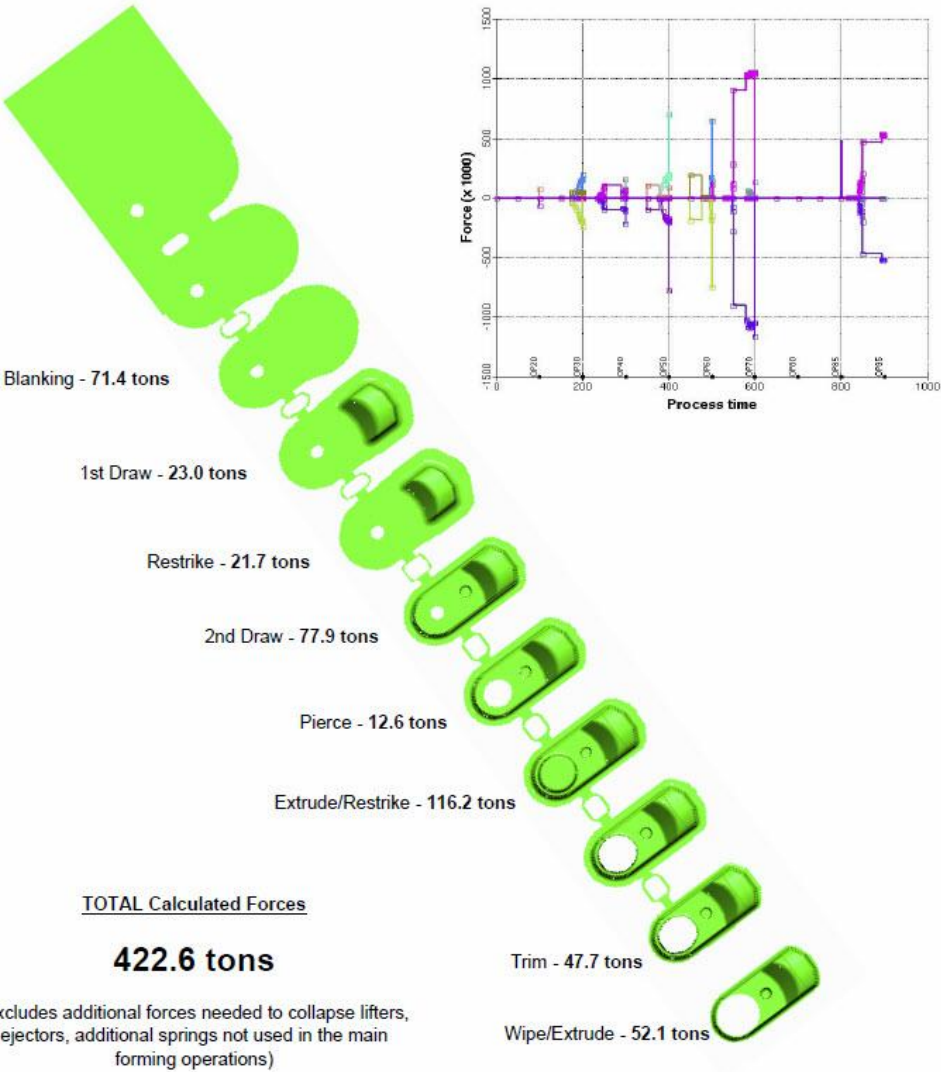 1500
1000
500
0
-500
-1000
-1500
Force (x 1000)
OP20
OP30
OP40
OP50
OP60
OP70
OP95
0
200
400
600
800
1000
Process time
Blanking - 71.4 tons
1st Draw - 23.0 tons
Restrike - 21.7 tons
2nd Draw - 77.9 tons
Pierce - 12.6 tons
Extrude/Restrike - 116.2 tons
TOTAL Calculated Forces
422.6 tons
Trim - 47.7 tons
xcludes additional forces needed to collapse lifters,
ejectors, additional springs not used in the main
forming operations)
Wipe/Extrude - 52.1 tons